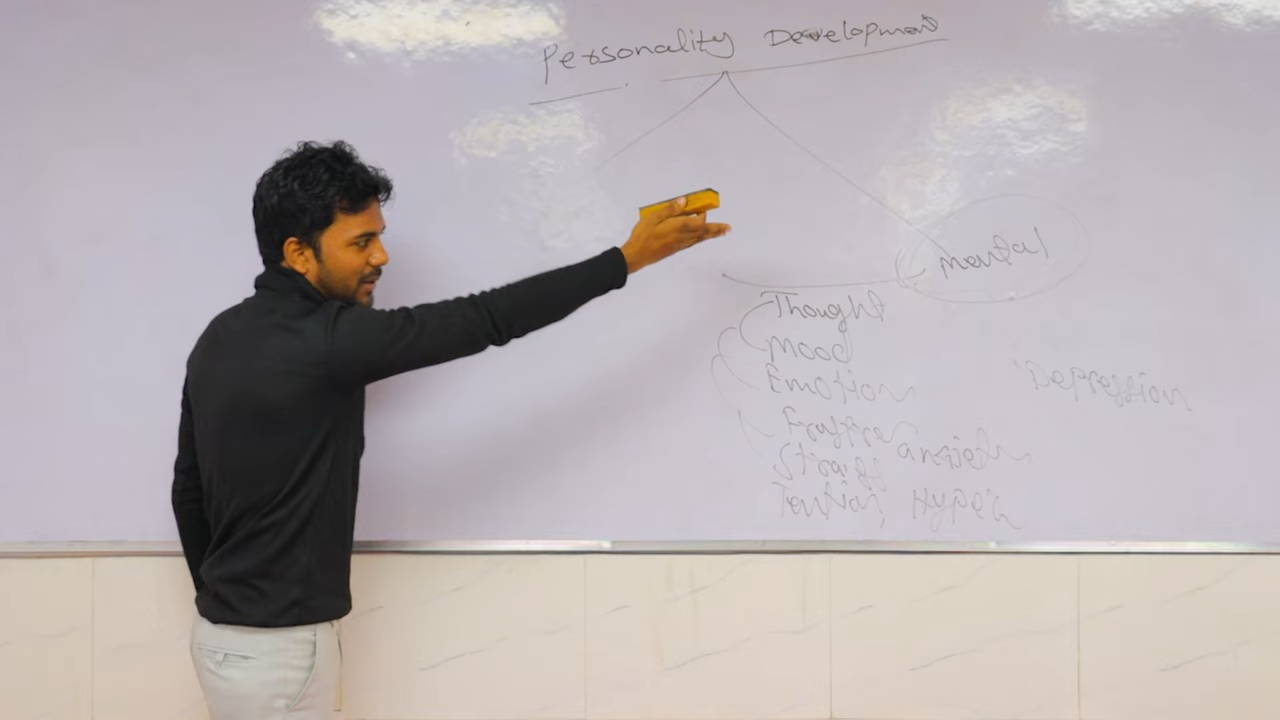 Personality Development
Mental
Thought
Mood
Emotion
Depression
anxiety
Hyper